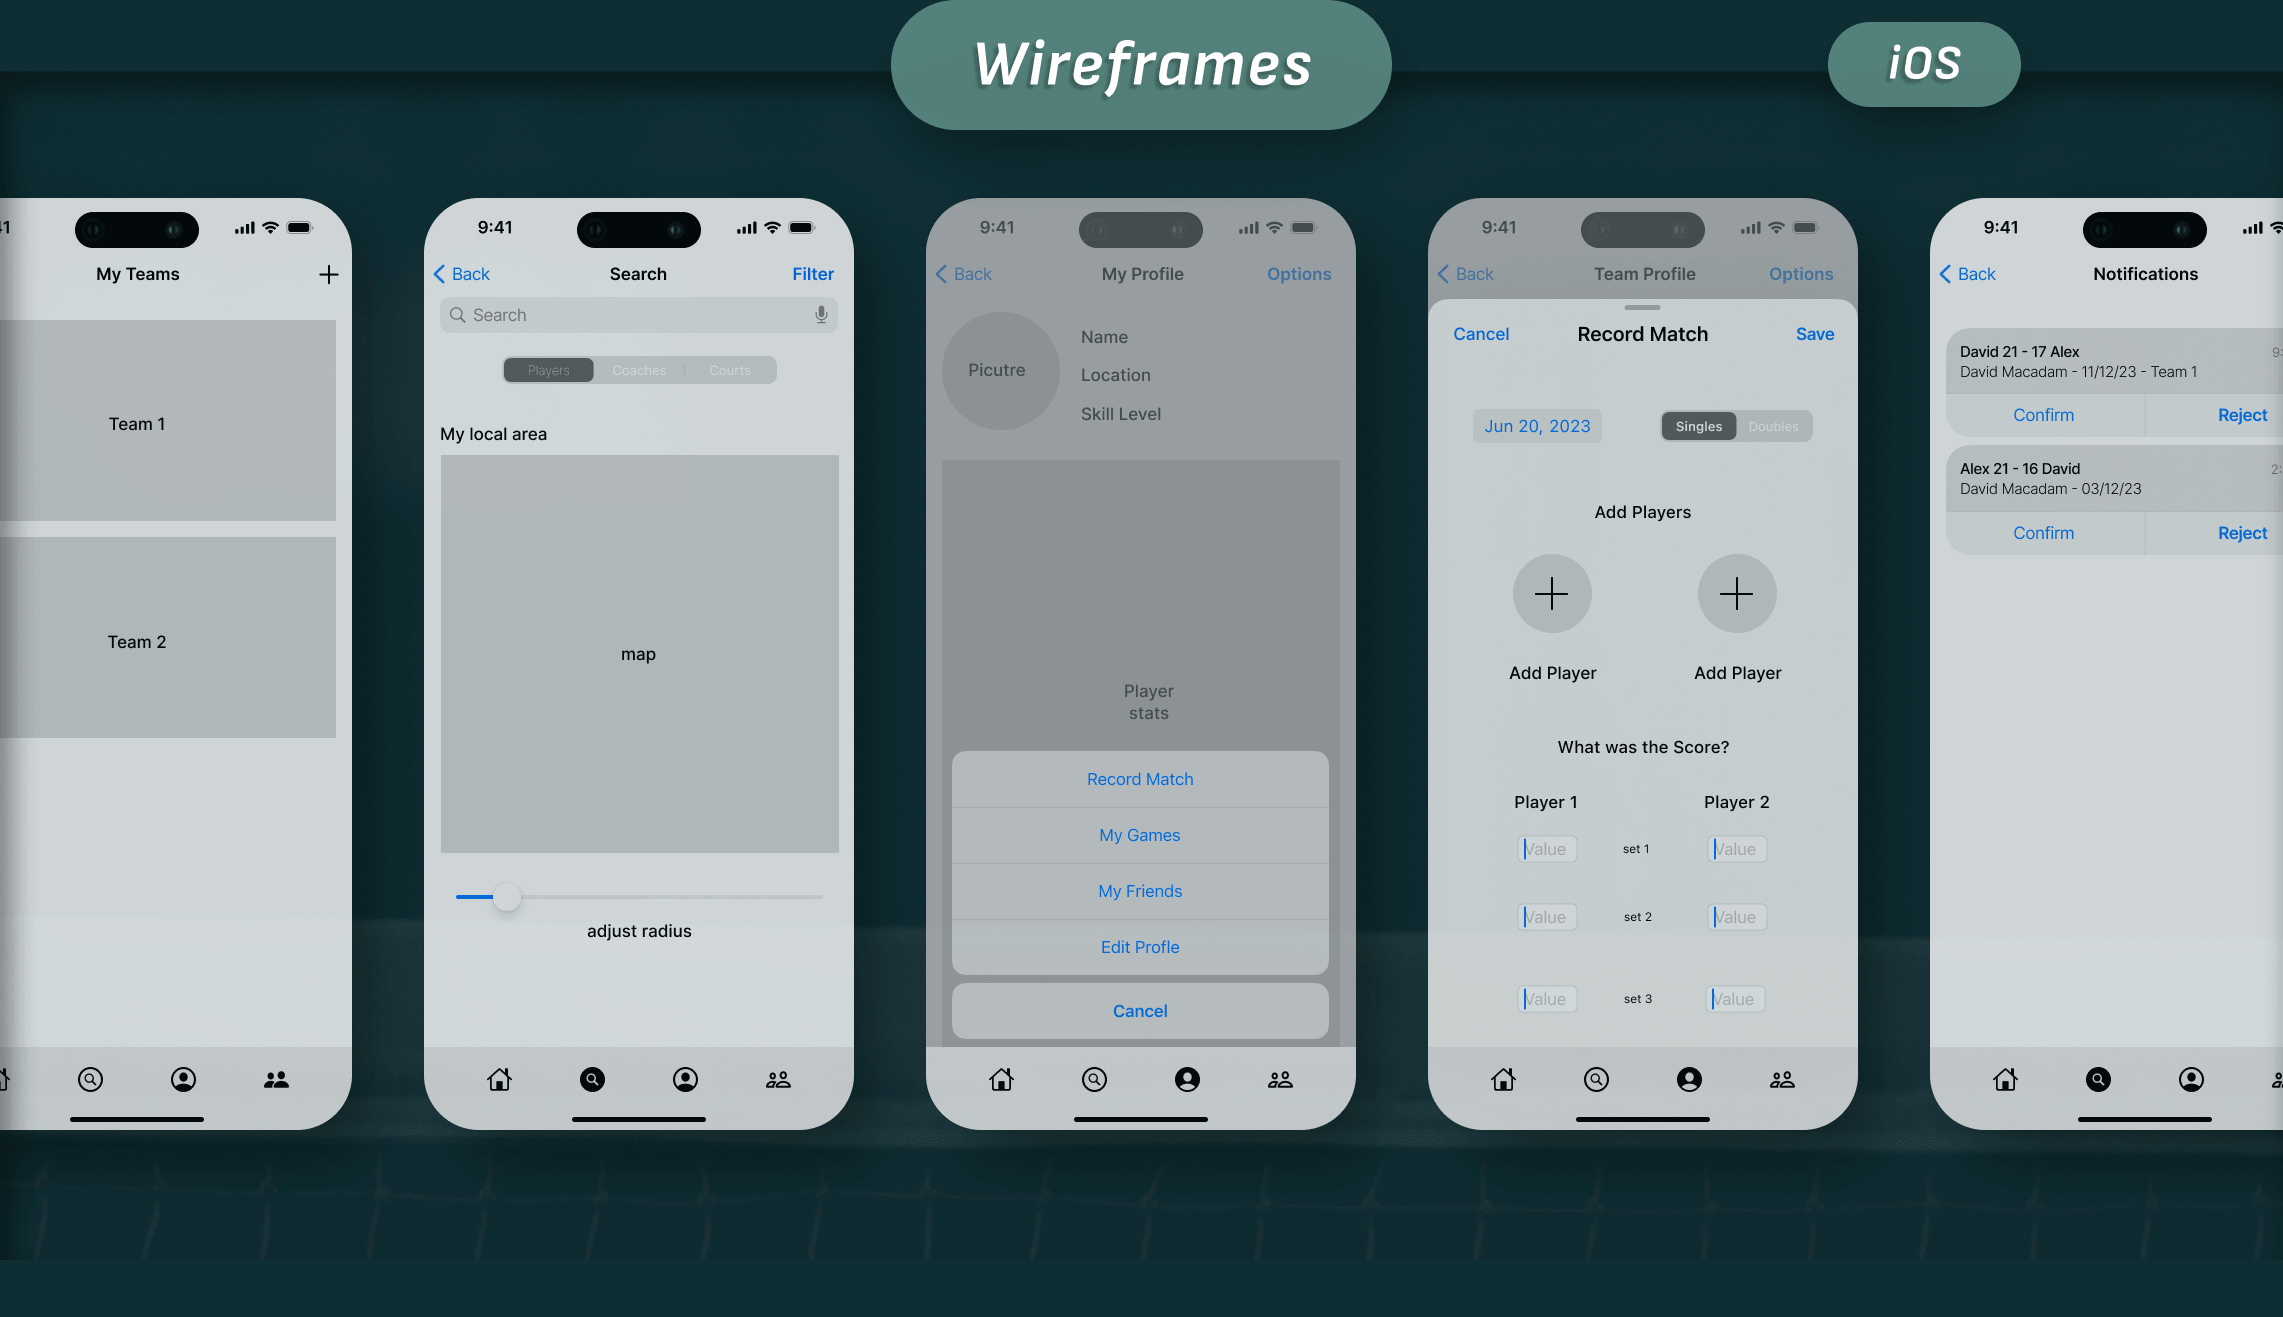 Wireframes
iOS
My Teams
Team 1
Team 2
9:41
Back
Search
Filter
Search
Players
Coaches
Courts
My local area
map
adjust radius
9:41
Back
My Profile
Options
Picutre
Name
Location
Skill Level
Player
stats
Record Match
My Games
My Friends
Edit Profle
Cancel
9:41
Back
Team Profile
Options
Cancel
Record Match
Save
Jun 20, 2023
Singles
Doubles
Add Players
Add Player
Add Player
What was the Score?
Player 1
Player 2
Value
set 1
Value
Value
set 2
Value
Value
set 3
Value
9:41
Back
Notifications
David 21 - 17 Alex
David Macadam - 11/12/23 - Team 1
Confirm
Reject
Alex 21 - 16 David
David Macadam - 03/12/23
Confirm
Reject